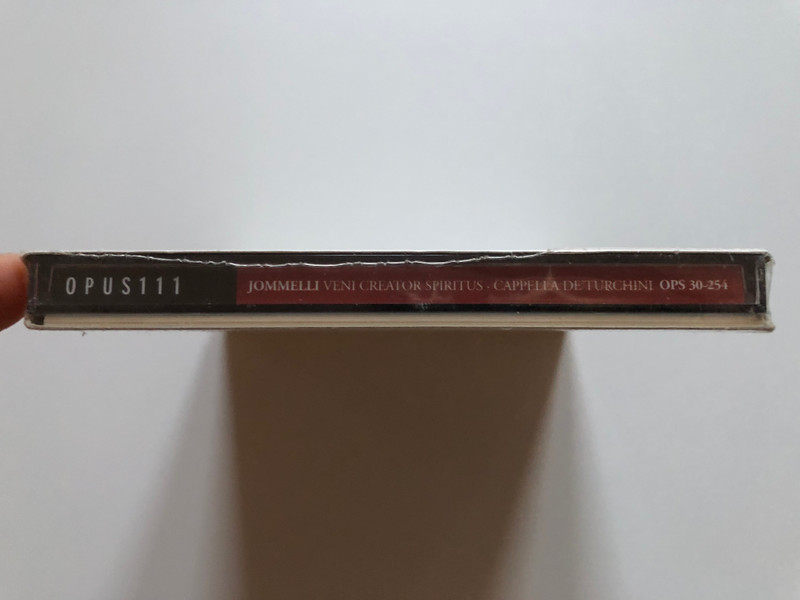 OPUS111 JOMMELLI VENI CREATOR SPIRITUS · CAPPELLA DE'TURCHINI OPS 30-254